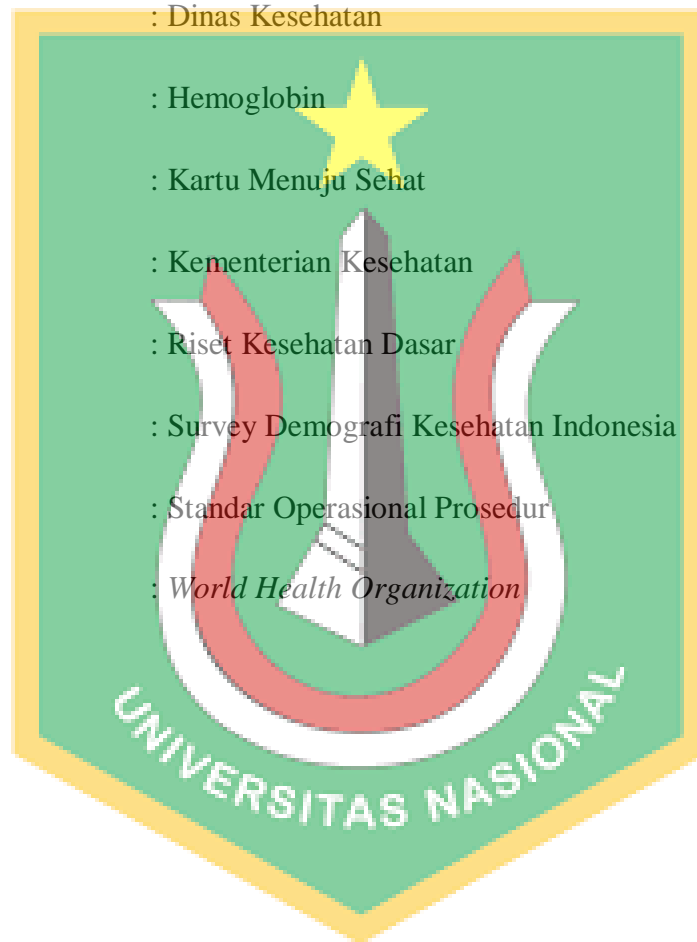 : Dinas Kesehatan
: Hemoglobin
: Kartu Menuju Sehat
: Kementerian Kesehatan
: Riset Kesehatan Dasar
: Survey Demografi Kesehatan Indonesia
: Standar Operasional Prosedur
: World Health Organization
UNIVERSITAS NASIONAL